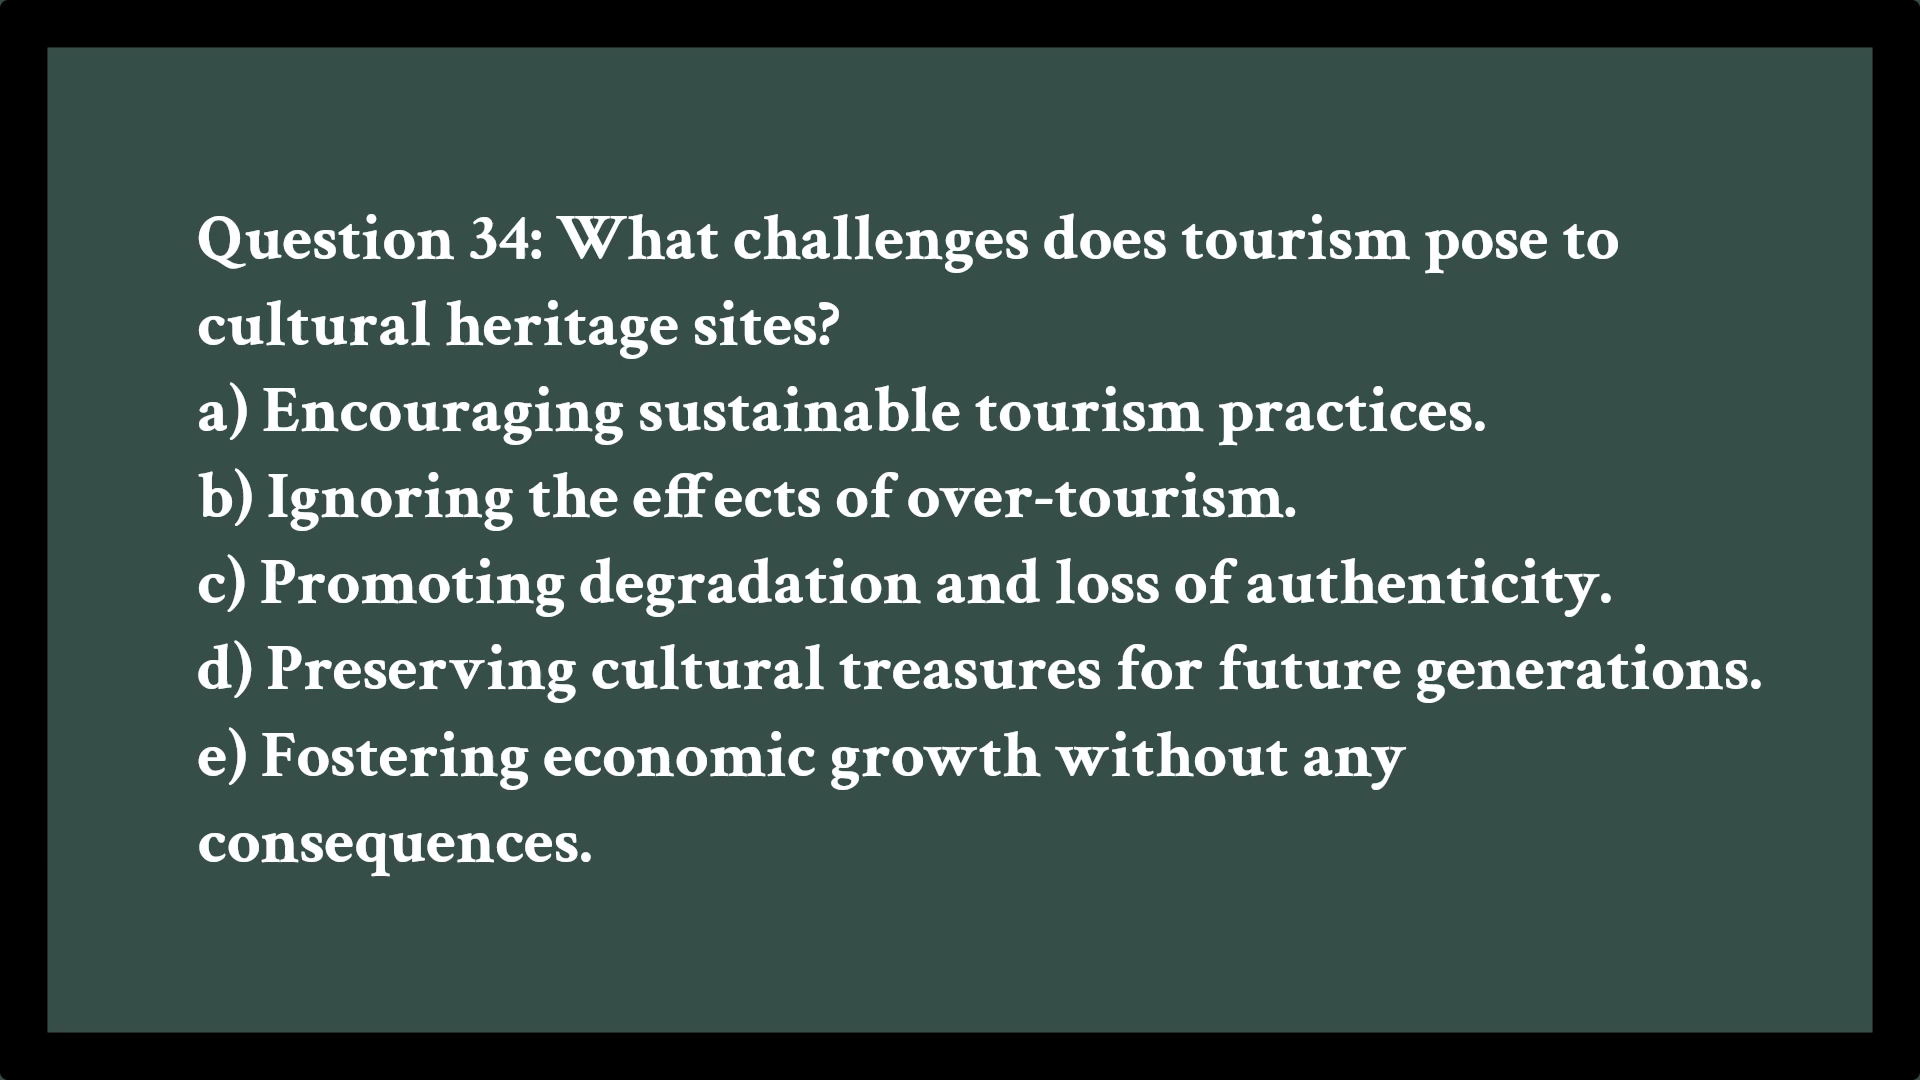 Question 34: What challenges does tourism pose to
cultural heritage sites?
a) Encouraging sustainable tourism practices.
b) Ignoring the effects of over-tourism.
c) Promoting degradation and loss of authenticity.
d) Preserving cultural treasures for future generations.
e) Fostering economic growth without any
consequences.